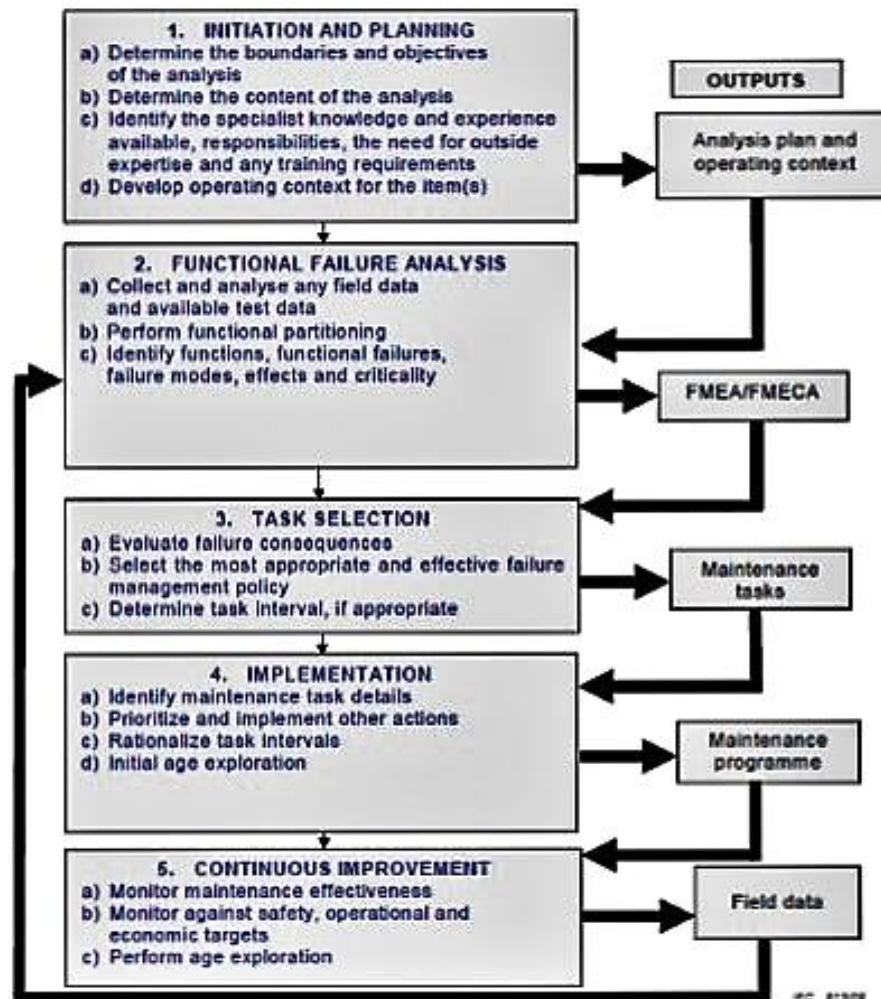 1. INITIATION AND PLANNING
a) Determine the boundaries and objectives
of the analysis
b) Determine the content of the analysis
c) Identify the specialist knowledge and experience
available, responsibilities, the need for outside
expertise and any training requirements
d) Develop operating context for the item(s)
OUTPUTS
Analysis plan and
operating context
2. FUNCTIONAL FAILURE ANALYSIS
a) Collect and analyse any field data
and available test data
b) Perform functional partitioning
c) Identify functions, functional failures,
failure modes, effects and criticality
FMEA/FMECA
3. TASK SELECTION
a) Evaluate failure consequences
b) Select the most appropriate and effective failure
management policy
c) Determine task interval, if appropriate
Maintenance
tasks
4. IMPLEMENTATION
a) Identify maintenance task details
b) Prioritize and implement other actions
c) Rationalize task intervals
d) Initial age exploration
Maintenance
programme
5. CONTINUOUS IMPROVEMENT
a) Monitor maintenance effectiveness
b) Monitor against safety, operational and
economic targets
c) Perform age exploration
Field data